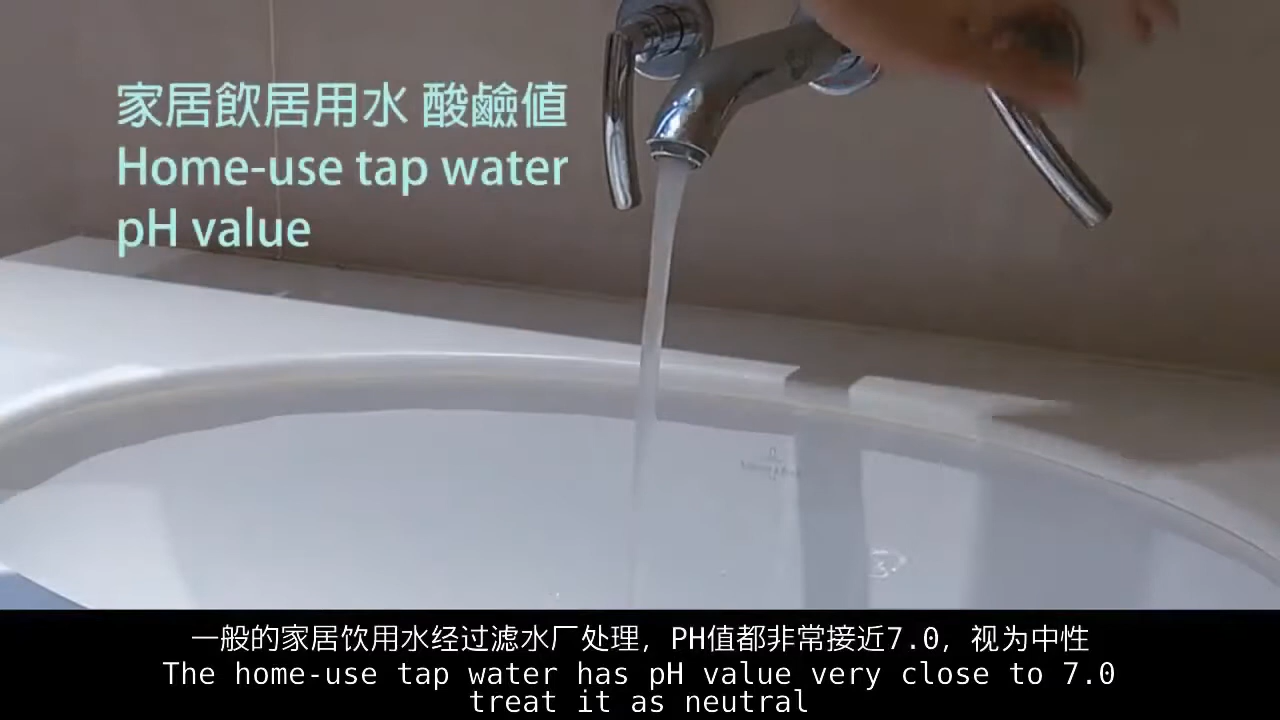 家居飲居用水 酸鹼值
Home-use tap water
pH value
一般的家居饮用水经过滤水厂处理，PH值都非常接近7.0，视为中性
The home-use tap water has pH value very close to 7.0
treat it as neutral